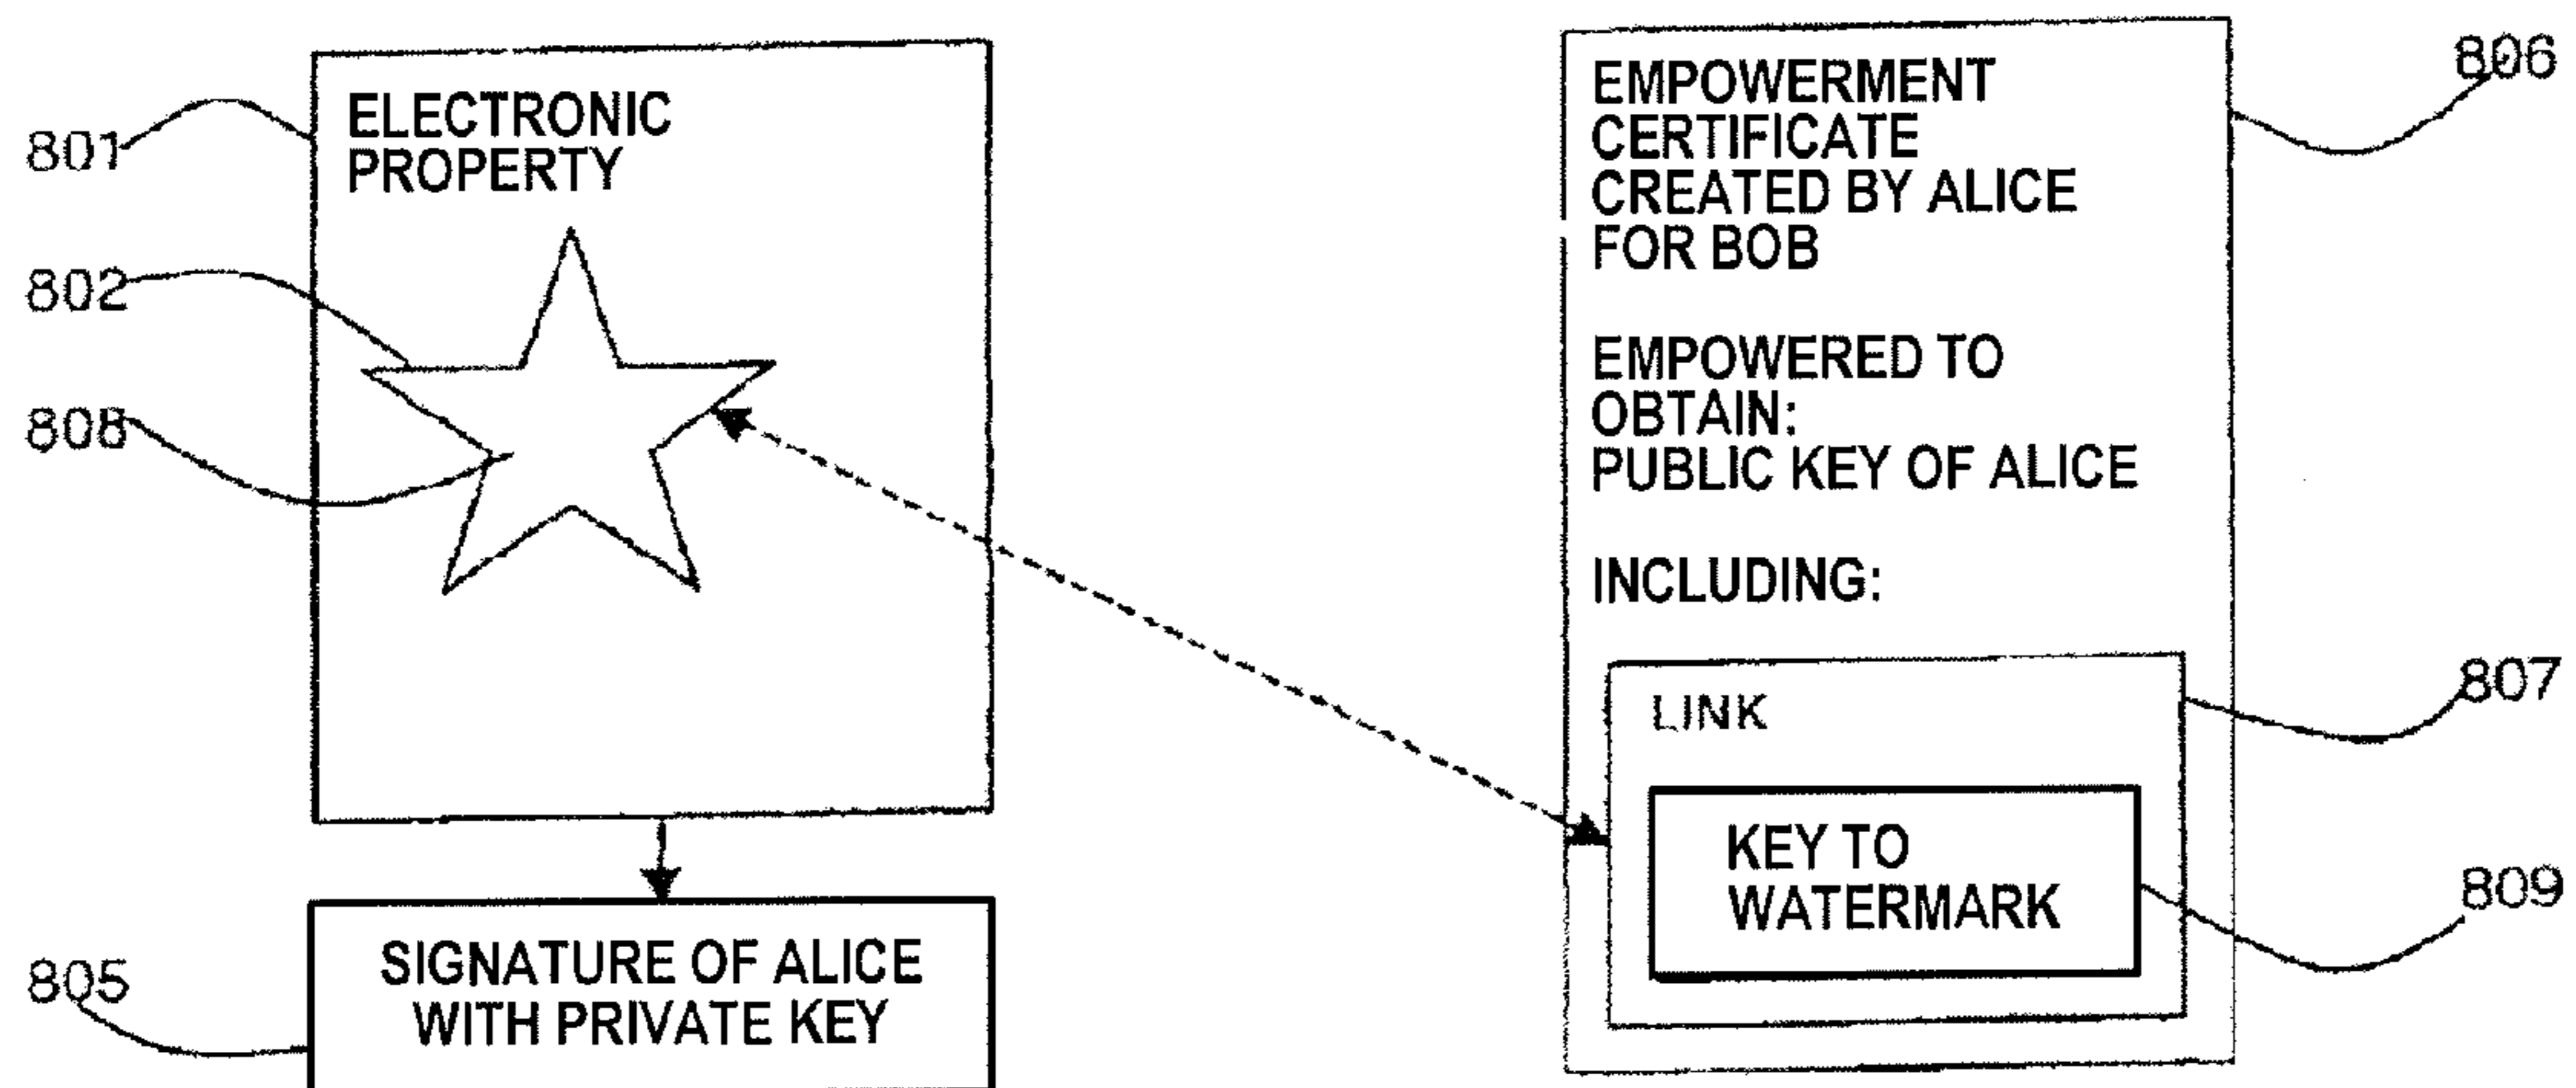 801
ELECTRONIC
PROPERTY
802
808
805
SIGNATURE OF ALICE
WITH PRIVATE KEY
806
EMPOWERMENT
CERTIFICATE
CREATED BY ALICE
FOR BOB
EMPOWERED TO
OBTAIN:
PUBLIC KEY OF ALICE
INCLUDING:
807
LINK
KEY TO
WATERMARK
809